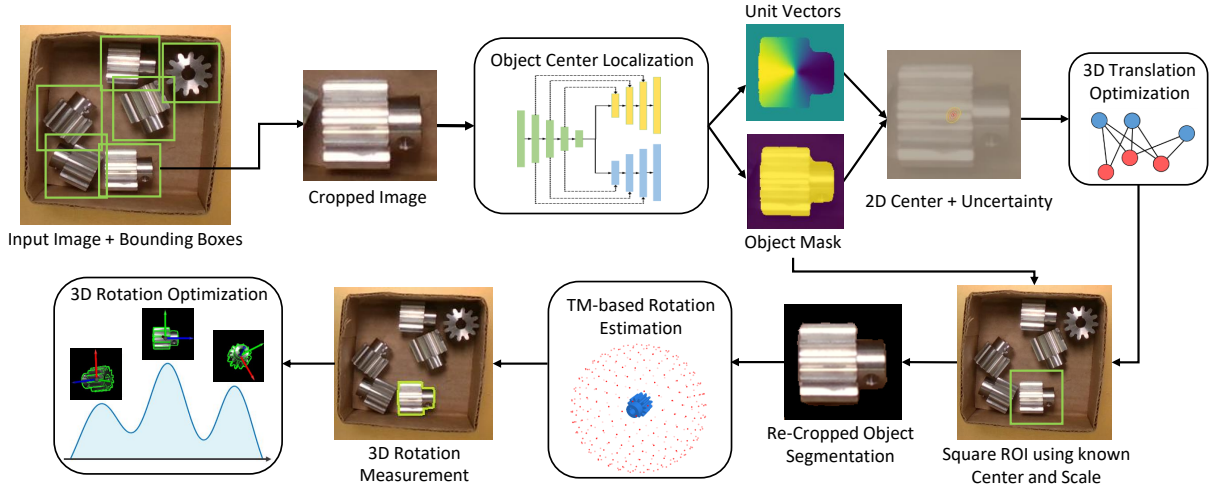 Input Image + Bounding Boxes
Cropped Image
Object Center Localization
Unit Vectors
Object Mask
2D Center + Uncertainty
3D Translation
Optimization
3D Rotation Optimization
3D Rotation
Measurement
TM-based Rotation
Estimation
Re-Cropped Object
Segmentation
Square ROI using known
Center and Scale